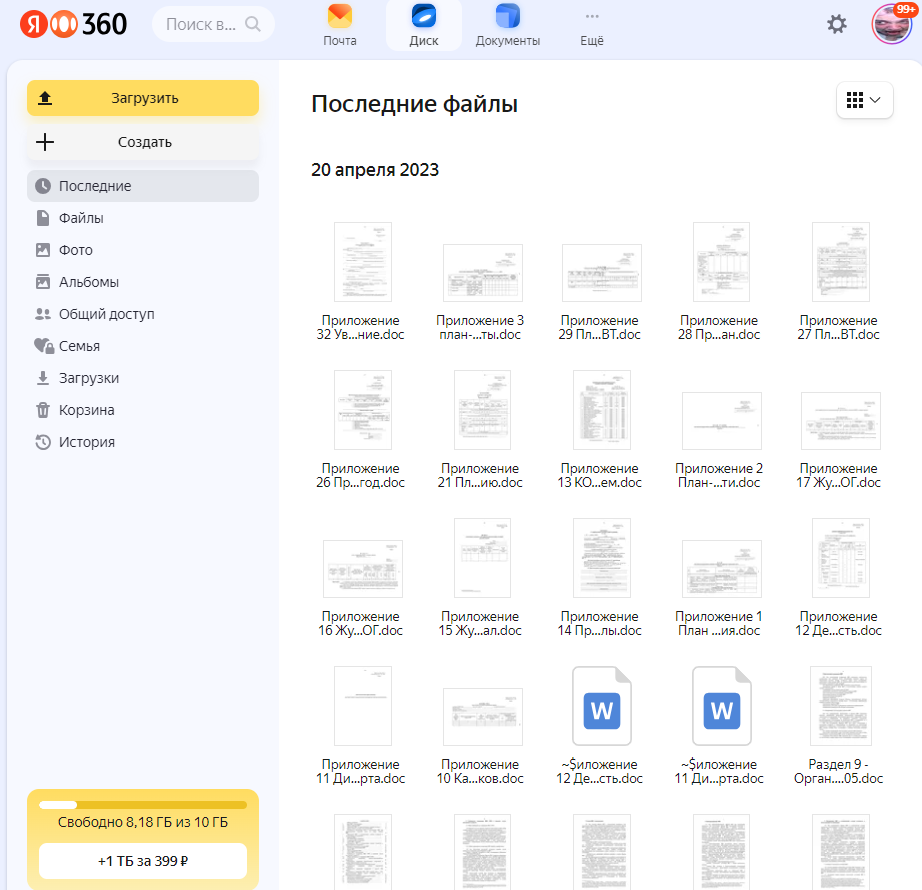 Я 360
Поиск в...
Почта
Диск
Документы
Ещё
99+
Загрузить
Создать
Последние
Файлы
Фото
Альбомы
Общий доступ
Семья
Загрузки
Корзина
История
Свободно 8,18 ГБ из 10 ГБ
+1 ТБ за 399 ₽
Последние файлы
20 апреля 2023
Приложение
32 Ув...ние.doc
Приложение 3
план-...ты.doc
Приложение
29 Пл...ВТ.doc
Приложение
28 Пр...ан.doc
Приложение
27 Пл...ВТ.doc
Приложение
26 Пр...год.doc
Приложение
21 Пл...ию.doc
Приложение
13 КО...ем.doc
Приложение 2
План-...ти.doc
Приложение
17 Жу...ОГ.doc
Приложение
16 Жу...ОГ.doc
Приложение
15 Жу...ал.doc
Приложение
14 Пр...лы.doc
Приложение 1
План ...ия.doc
Приложение
12 Де...сть.doc
Приложение
11 Ди...рта.doc
Приложение
10 Ка...ков.doc
W
~$иложение
12 Де...сть.doc
W
~$иложение
11 Ди...рта.doc
Раздел 9 -
Орган...05.doc